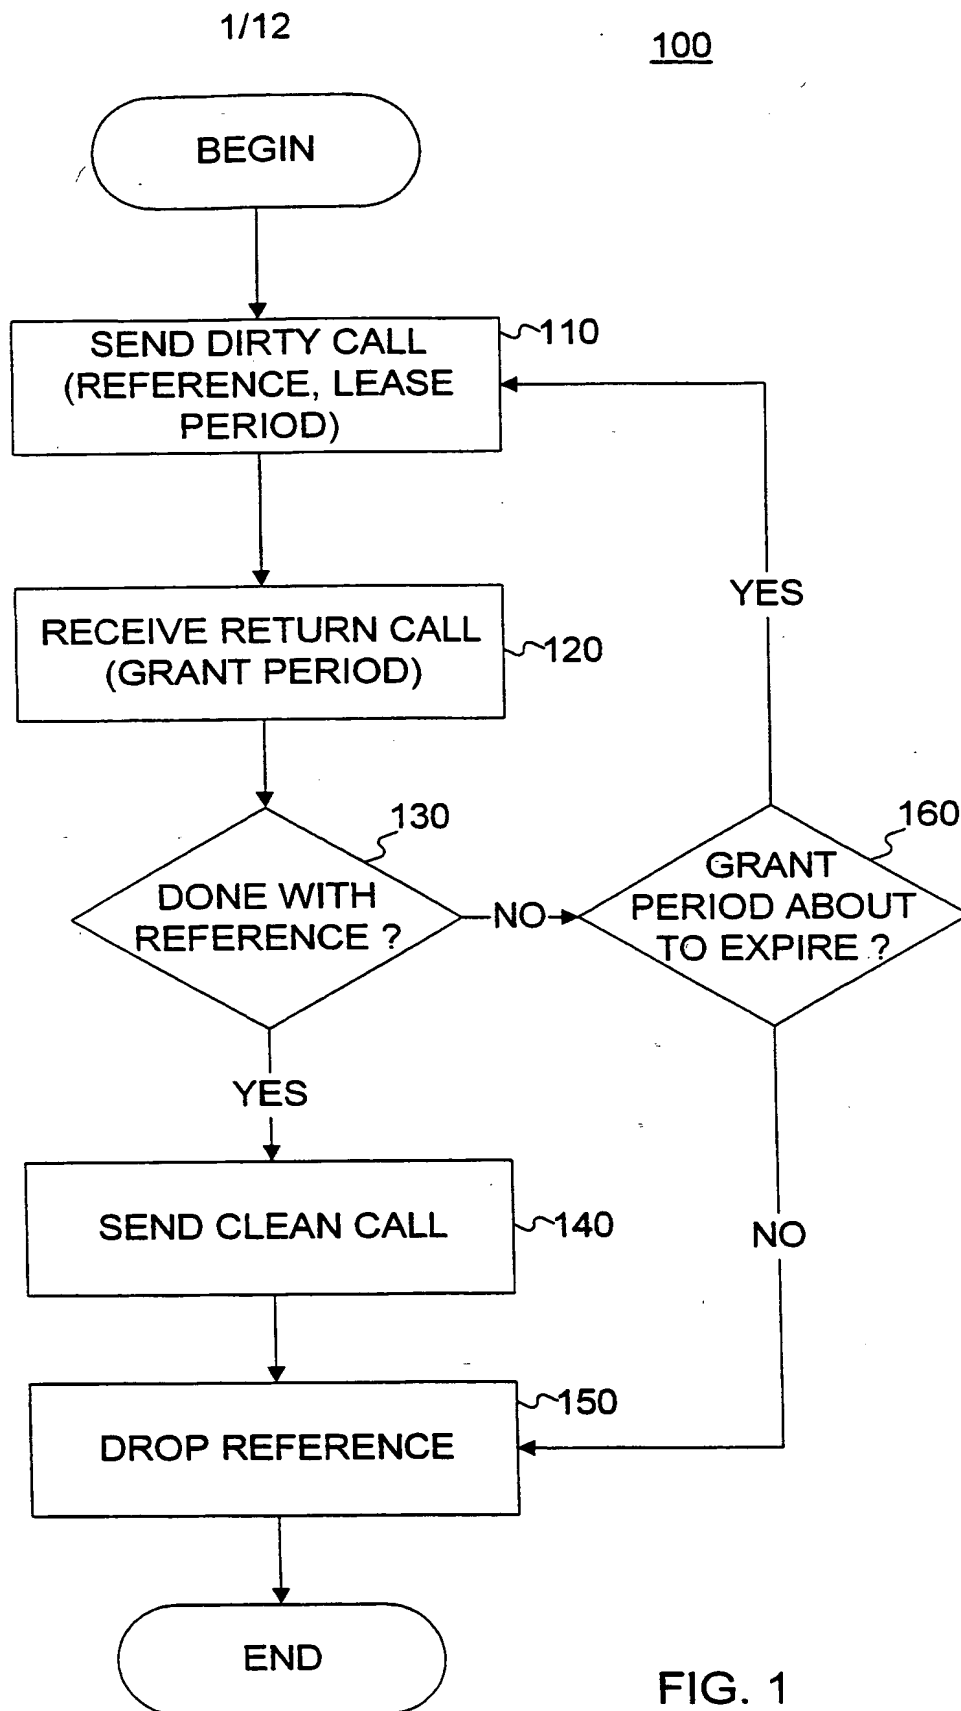 1/12
100
BEGIN
SEND DIRTY CALL
(REFERENCE, LEASE
PERIOD)
110
RECEIVE RETURN CALL
(GRANT PERIOD)
120
YES
130
DONE WITH
REFERENCE ?
NO
160
GRANT
PERIOD ABOUT
TO EXPIRE ?
YES
SEND CLEAN CALL
140
NO
DROP REFERENCE
150
END
FIG. 1